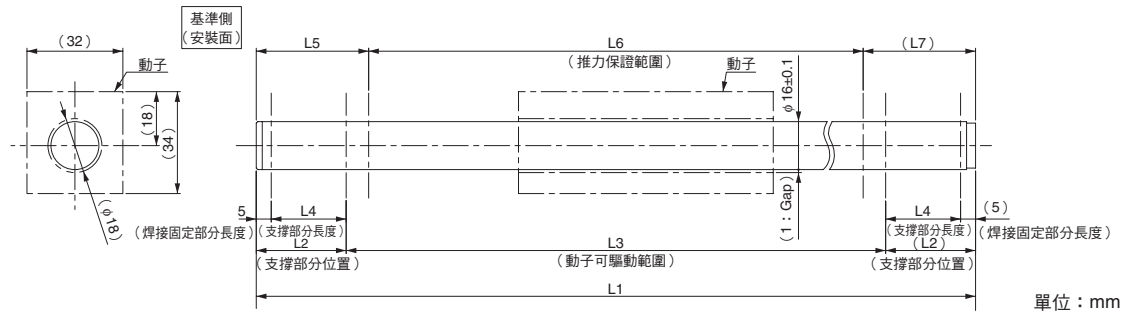 基準側
（安裝面）
（32）
動子
（18）
（34）
（φ18）
L5
L6
（推力保證範圍）
（L7）
動子
φ16±0.1
（1：Gap）
5
（焊接固定部分長度）
L4
（支撐部分長度）
L2
（支撐部分位置）
L3
（動子可驅動範圍）
L4
（支撐部分長度）
（L2）
（支撐部分位置）
（5）
（焊接固定部分長度）
L1
單位：mm